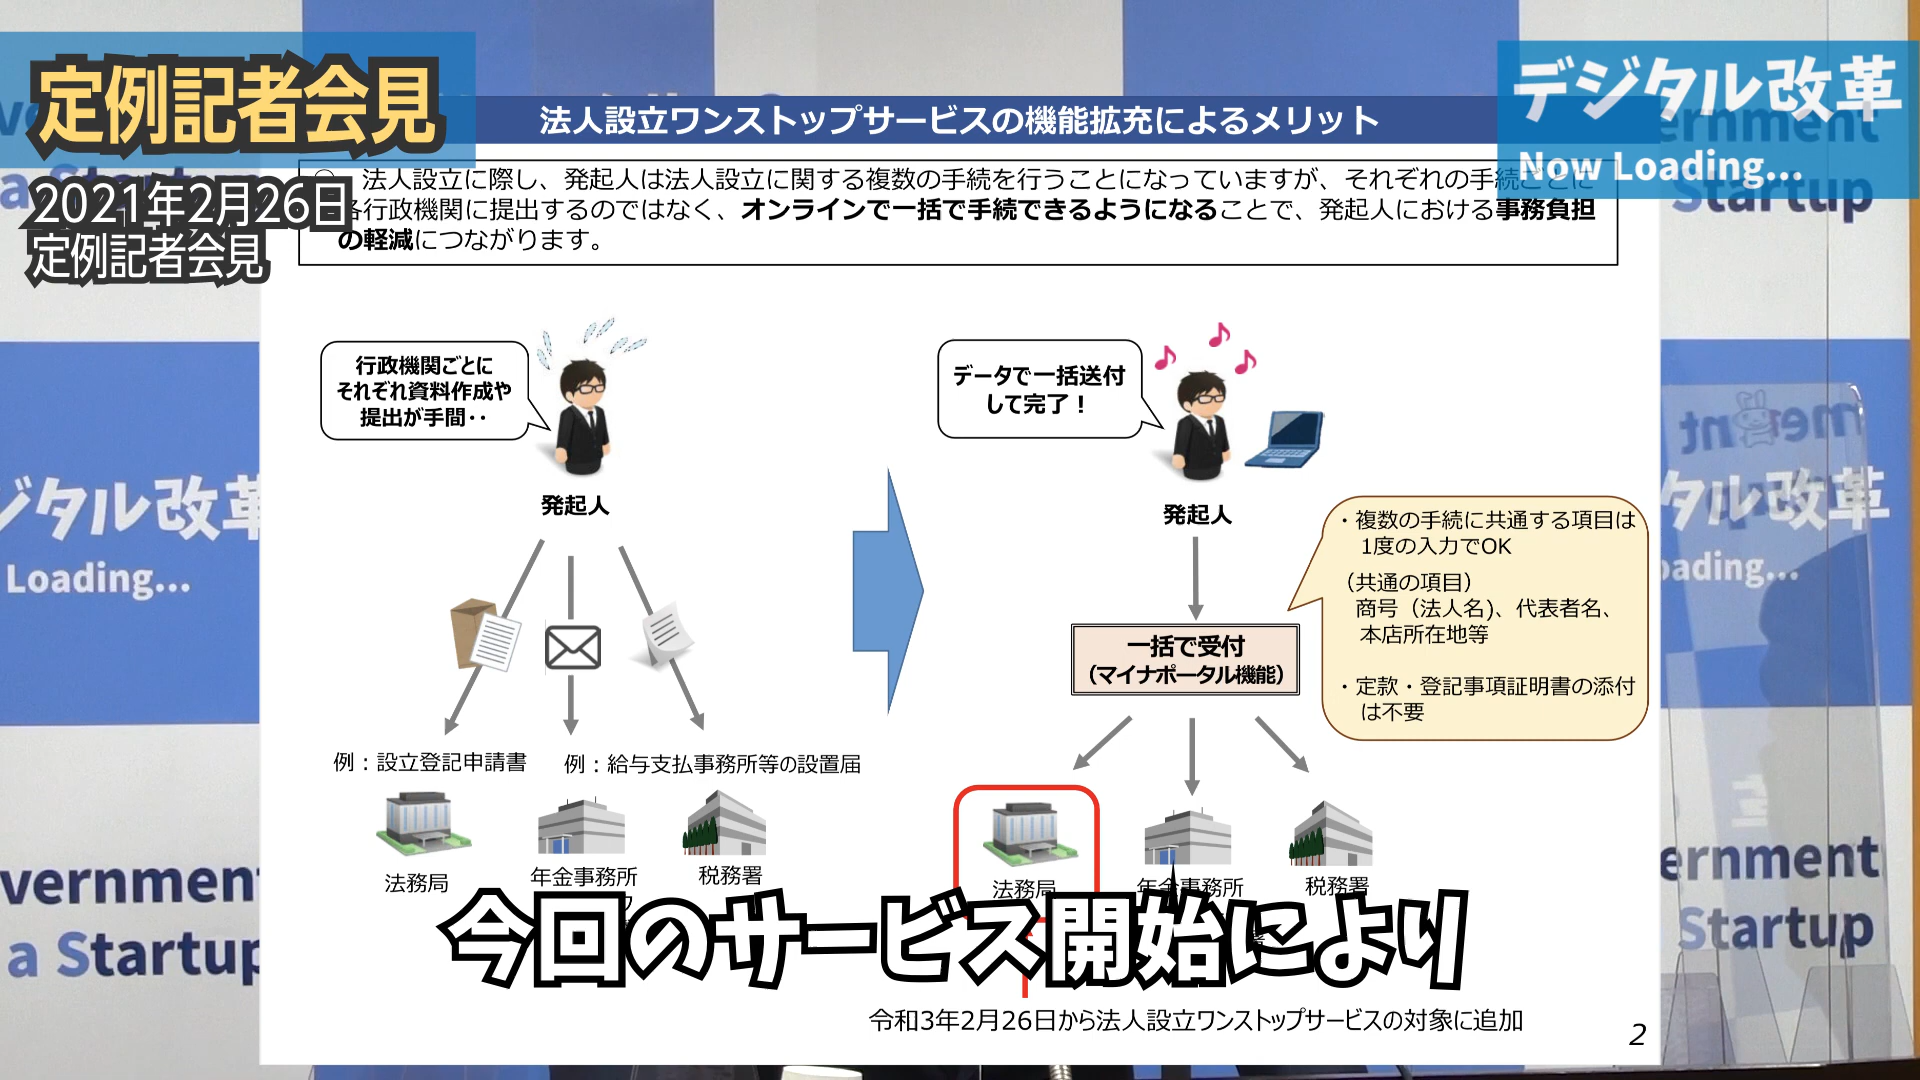 定例記者会見
2021年2月26日
定例記者会見
デジタル改革
Now Loading...
法人設立ワンストップサービスの機能拡充によるメリット
法人設立に際し、発起人は法人設立に関する複数の手続を行うことになっていますが、それぞれの手続ごとに
各行政機関に提出するのではなく、オンラインで一括で手続できるようになることで、発起人における事務負担
の軽減につながります。
行政機関ごとに
それぞれ資料作成や
提出が手間‥
発起人
例：設立登記申請書
例：給与支払事務所等の設置届
法務局
年金事務所
税務署
データで一括送付
して完了！
発起人
一括で受付
（マイナポータル機能）
・複数の手続に共通する項目は
1度の入力でOK
（共通の項目）
商号（法人名)、代表者名、
本店所在地等
・定款・登記事項証明書の添付
は不要
法務局
年金事務所
税務署
今回のサービス開始により
令和3年2月26日から法人設立ワンストップサービスの対象に追加
2
ジタル改革
Loading...
vernment
a Startup
ernment
Startup
タル改革
oading...
ernment
Startup